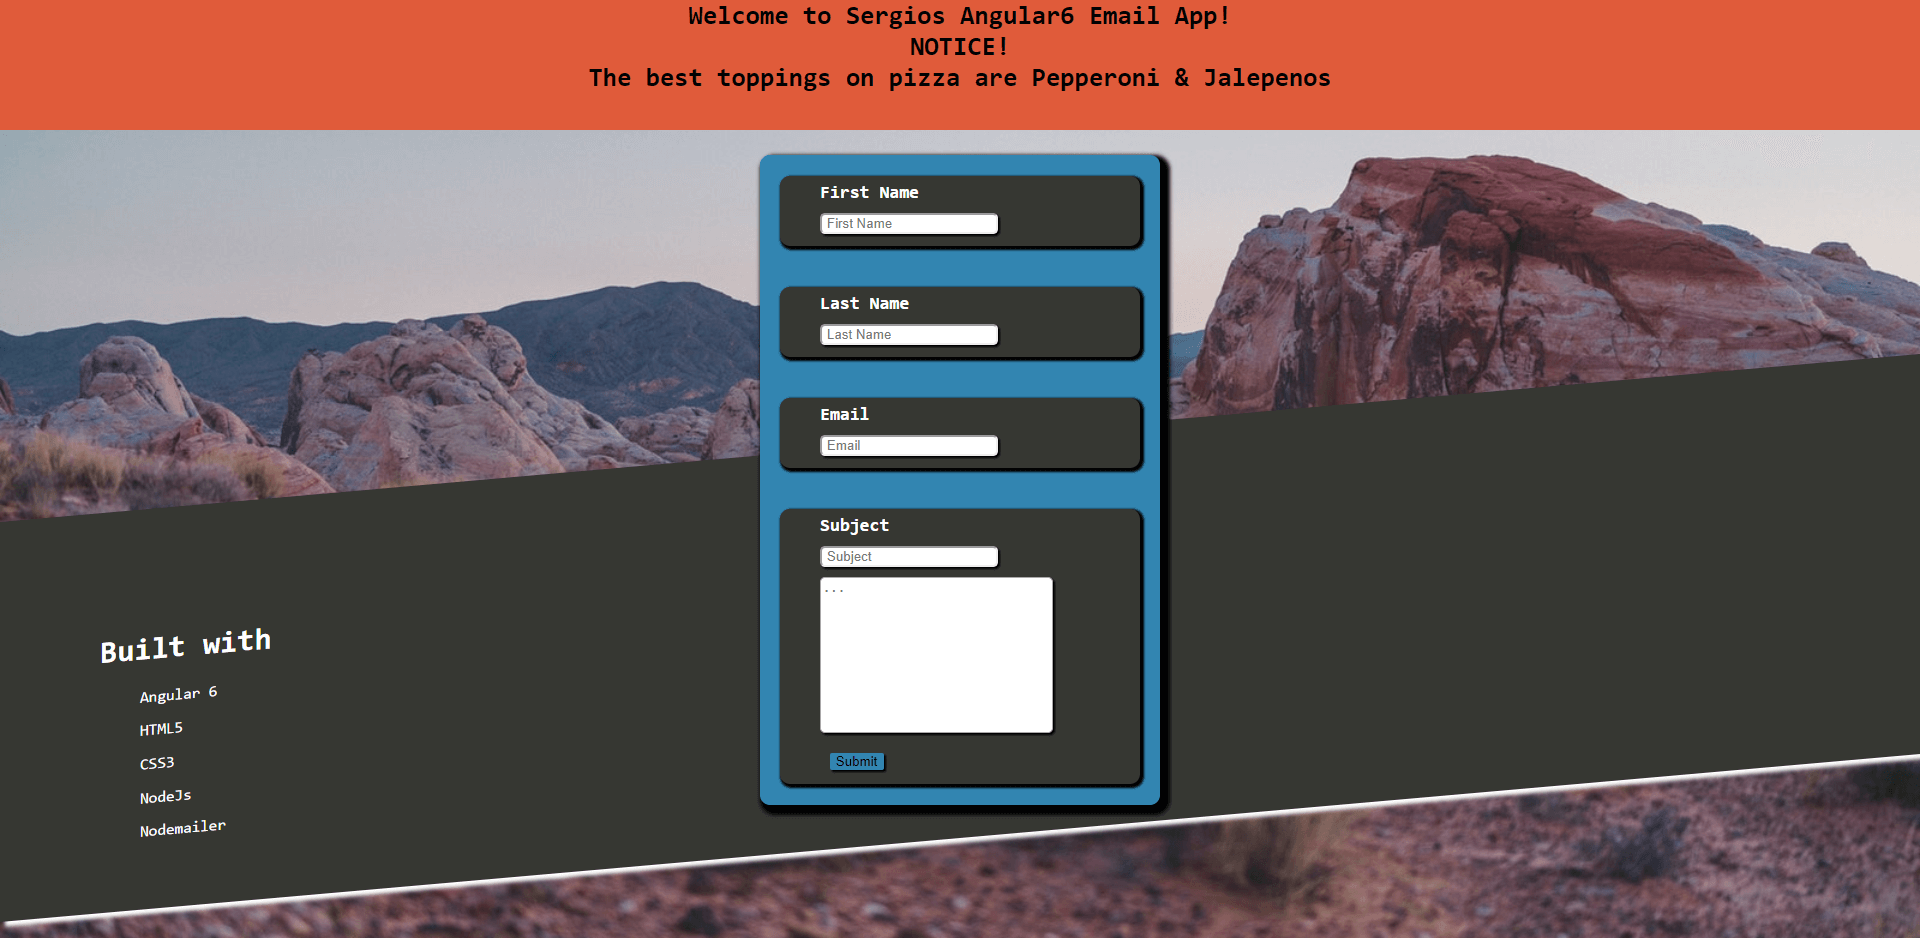 Welcome to Sergios Angular6 Email App!
NOTICE!
The best toppings on pizza are Pepperoni & Jalepenos
First Name
First Name
Last Name
Last Name
Email
Email
Subject
Subject
...
Submit
Built with
Angular 6
HTML5
CSS3
NodeJs
Nodemailer